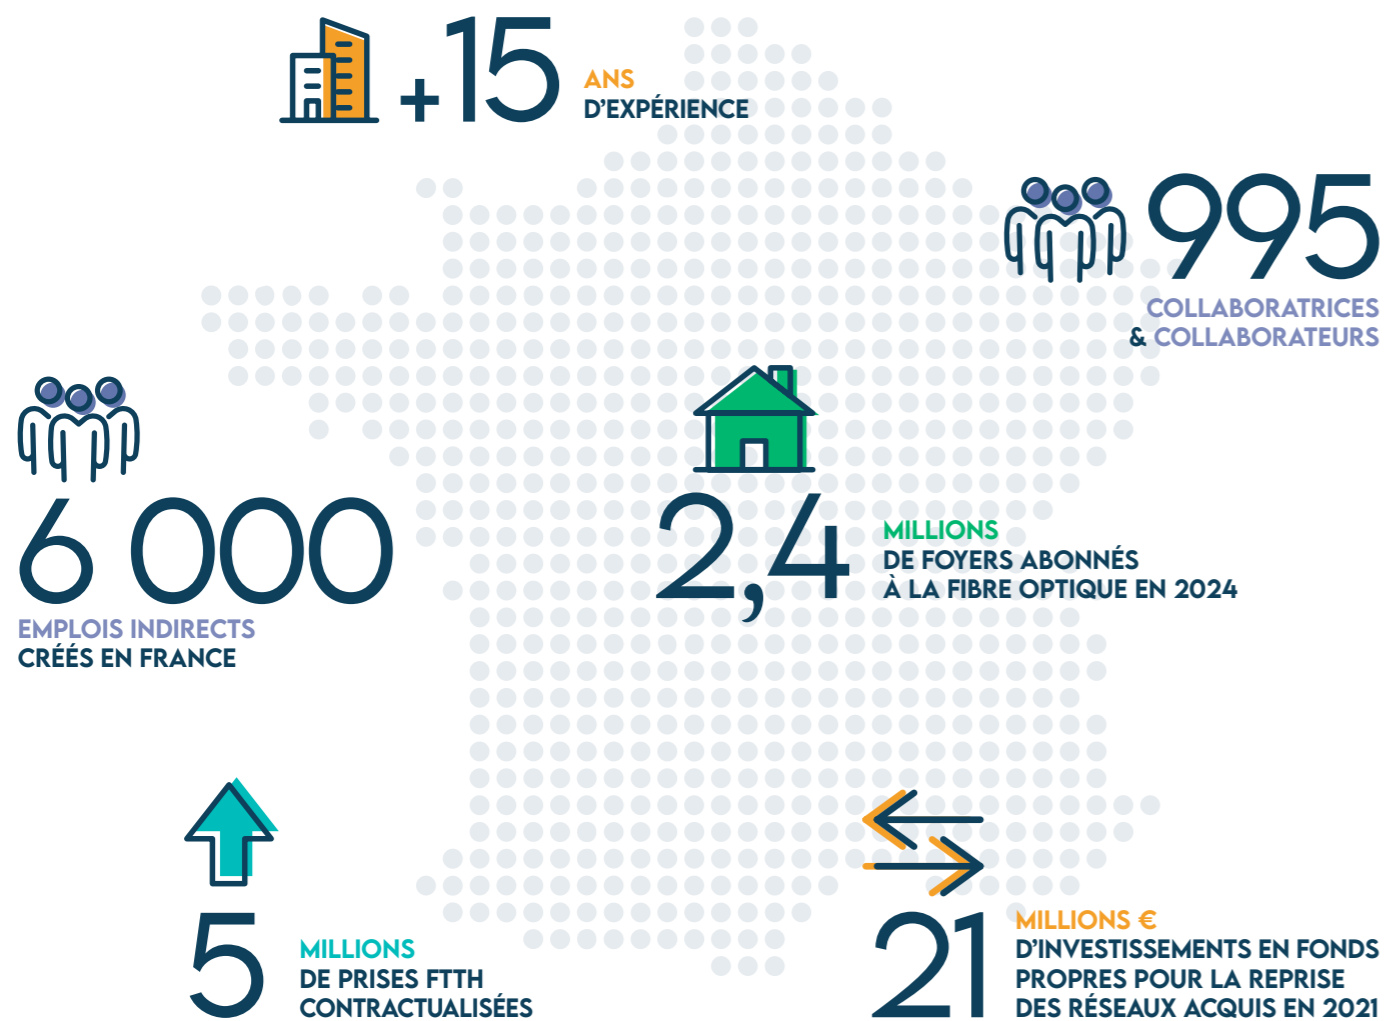 +15
ANS
D'EXPÉRIENCE
995
COLLABORATRICES
& COLLABORATEURS
6 000
EMPLOIS INDIRECTS
CRÉÉS EN FRANCE
2,4
MILLIONS
DE FOYERS ABONNÉS
À LA FIBRE OPTIQUE EN 2024
5
MILLIONS
DE PRISES FTTH
CONTRACTUALISÉES
21
MILLIONS €
D'INVESTISSEMENTS EN FONDS
PROPRES POUR LA REPRISE
DES RÉSEAUX ACQUIS EN 2021